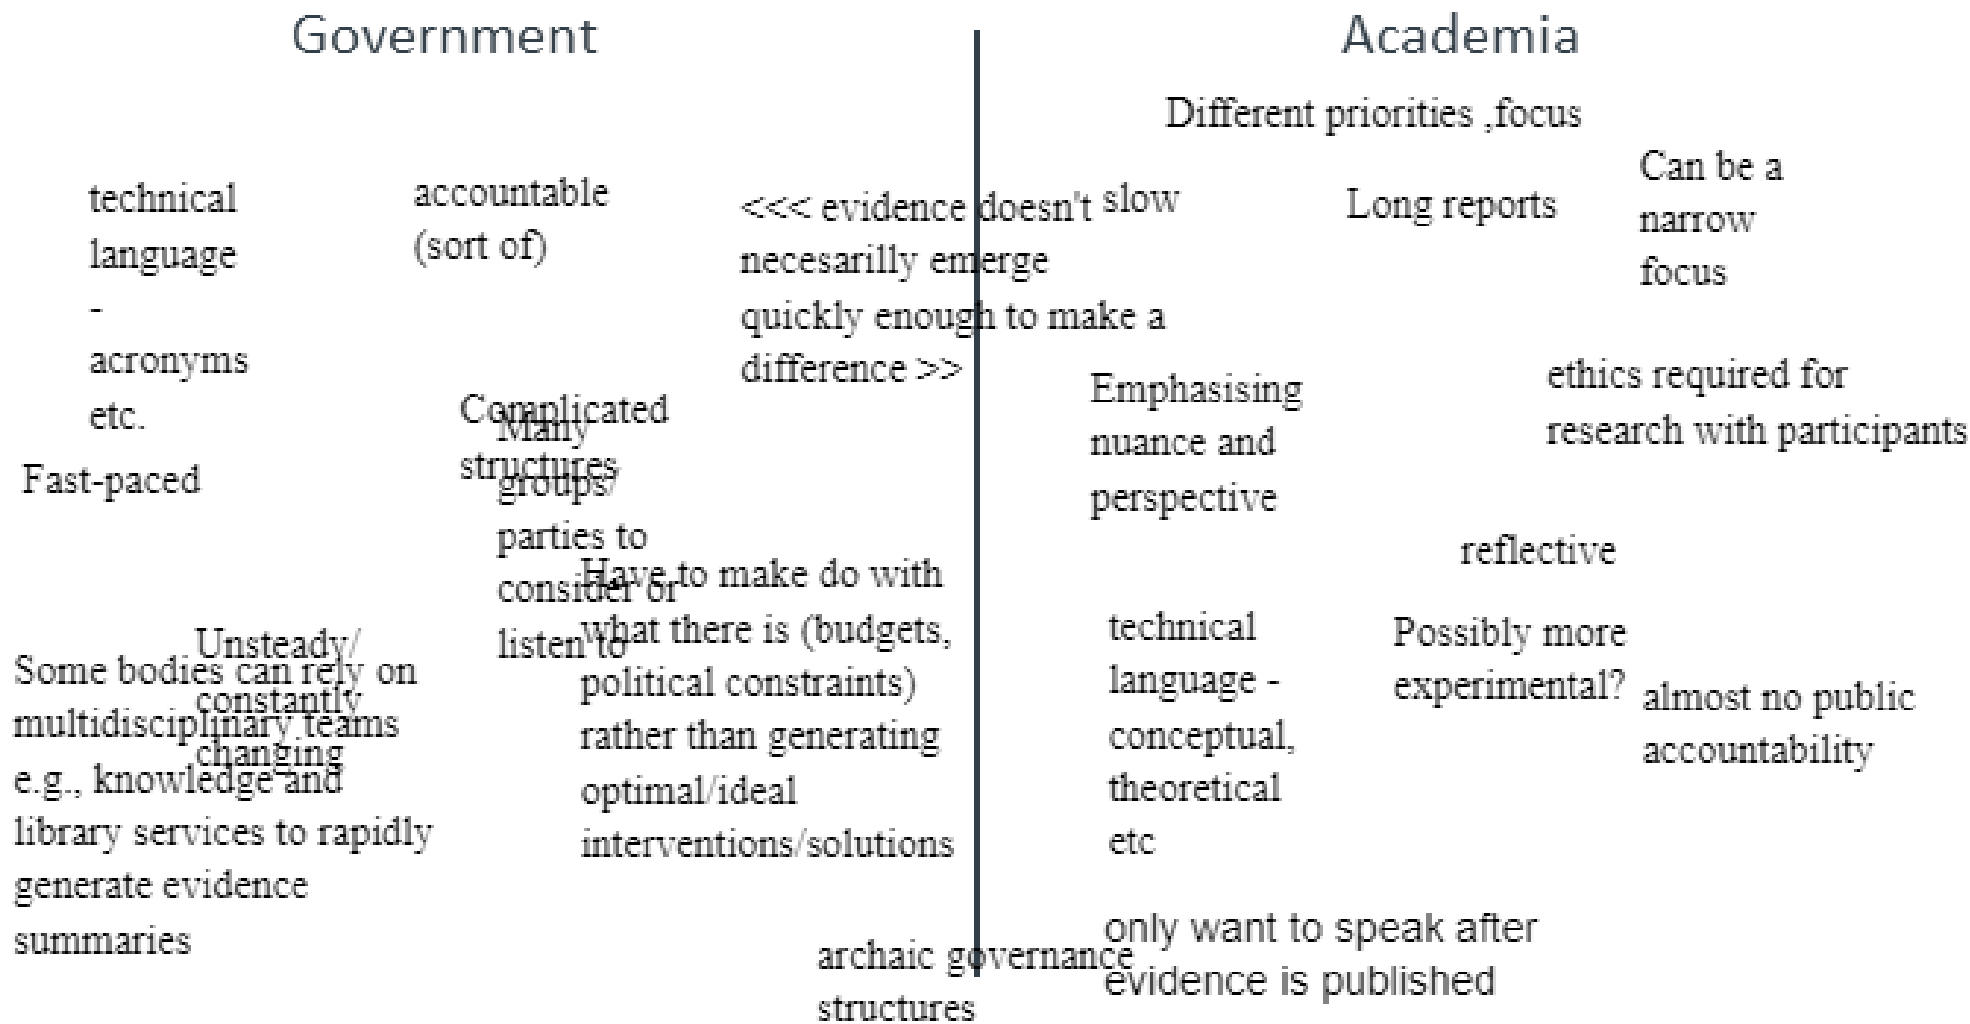 Government
technical
language
-
acronyms
etc.
accountable
(sort of)
<<< evidence doesn't
necesarilly emerge
quickly enough to make a
difference >>
Fast-paced
Complicated
structures
Many
groups/
parties to
consider or
listen to
Have to make do with
what there is (budgets,
political constraints)
rather than generating
optimal/ideal
interventions/solutions
Unsteady/
constantly
changing
Some bodies can rely on
multidisciplinary teams
e.g., knowledge and
library services to rapidly
generate evidence
summaries
archaic governance
structures
Academia
Different priorities ,focus
slow
Long reports
Can be a
narrow
focus
Emphasising
nuance and
perspective
ethics required for
research with participants
reflective
technical
language -
conceptual,
theoretical
etc
Possibly more
experimental?
almost no public
accountability
only want to speak after
evidence is published